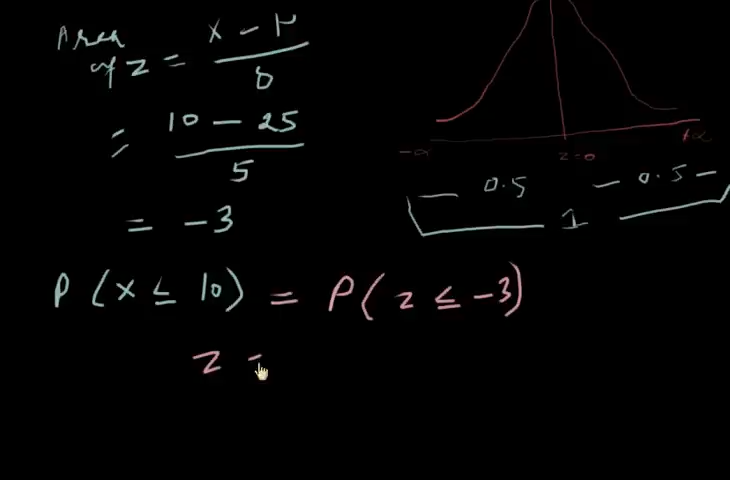 Area
of z = x - μ / σ
= 10 - 25 / 5
= -3
-α z=0 +α
0.5 0.5
1
P (x ≤ 10) = P( z ≤ -3)
z =